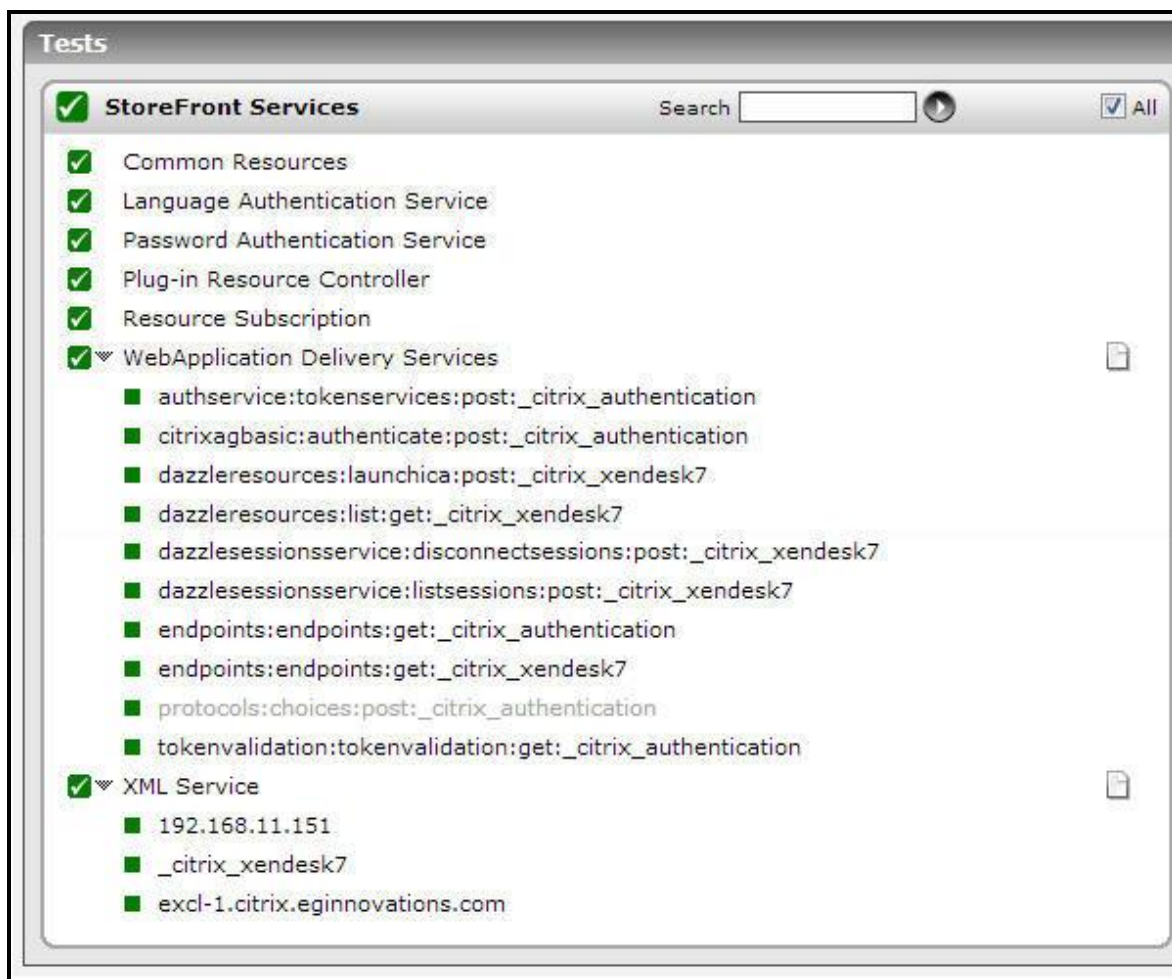 Tests
StoreFront Services Search All
Common Resources
Language Authentication Service
Password Authentication Service
Plug-in Resource Controller
Resource Subscription
WebApplication Delivery Services
authservice:tokenservices:post:_citrix_authentication
citrixagbasic:authenticate:post:_citrix_authentication
dazzleresources:launchica:post:_citrix_xendesk7
dazzleresources:list:get:_citrix_xendesk7
dazzlesessionsservice:disconnectsessions:post:_citrix_xendesk7
dazzlesessionsservice:listsessions:post:_citrix_xendesk7
endpoints:endpoints:get:_citrix_authentication
endpoints:endpoints:get:_citrix_xendesk7
protocols:choices:post:_citrix_authentication
tokenvalidation:tokenvalidation:get:_citrix_authentication
XML Service
192.168.11.151
_citrix_xendesk7
excl-1.citrix.eginnovations.com